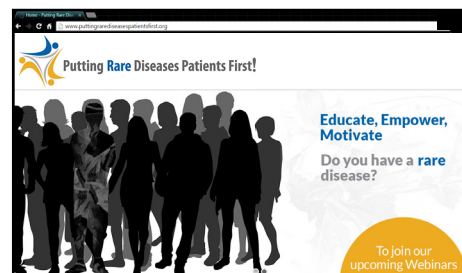 Home - Putting Rare Dis
www.puttingrarediseasespatientsfirst.org
Putting Rare Diseases Patients First!
Educate, Empower,
Motivate
Do you have a rare
disease?
To join our
upcoming Webinars